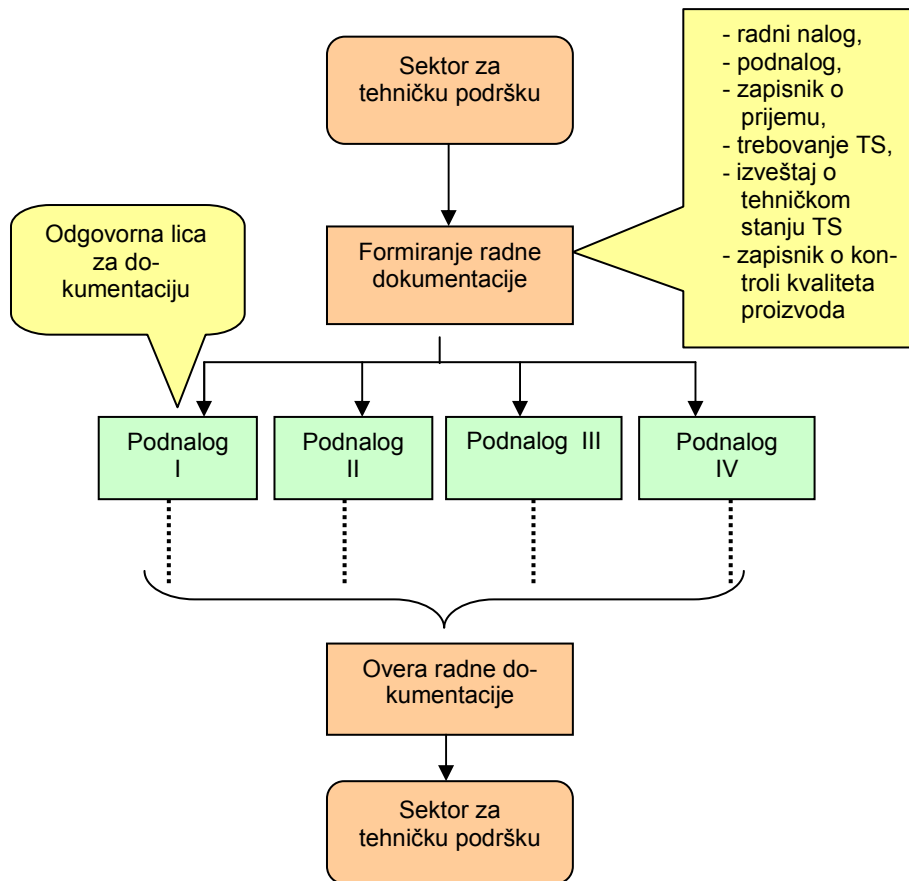 Sektor za
tehničku podršku
- radni nalog,
- podnalog,
- zapisnik o
prijemu,
- trebovanje TS,
- izveštaj o
tehničkom
stanju TS
- zapisnik o kon-
troli kvaliteta
proizvoda
Formiranje radne
dokumentacije
Odgovorna lica
za do-
kumentaciju
Podnalog
I
Podnalog
II
Podnalog III
Podnalog
IV
Overa radne do-
kumentacije
Sektor za
tehničku podršku